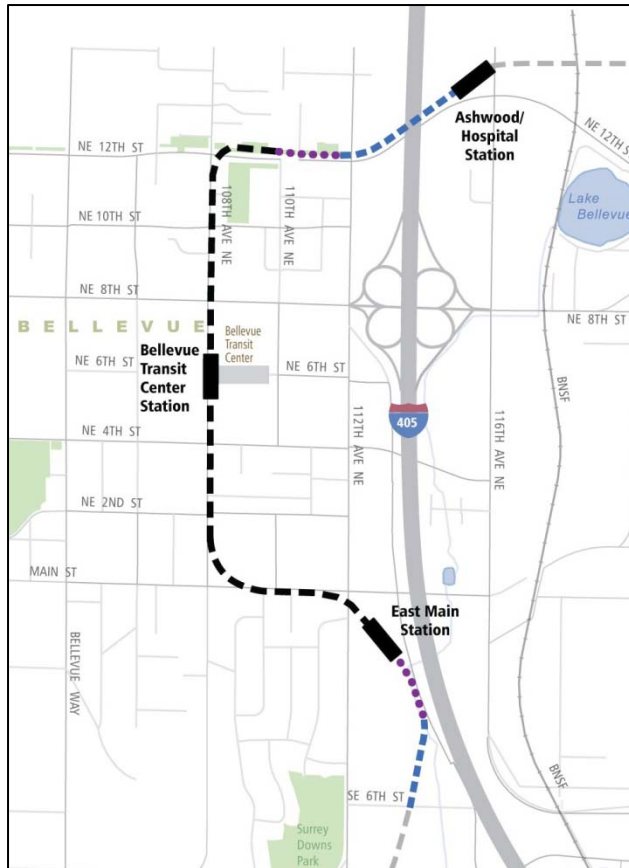 Ashwood/
Hospital
Station
NE 12TH ST
NE 12TH ST
108TH AVE NE
110TH AVE NE
Lake
Bellevue
NE 10TH ST
NE 8TH ST
BELLEVUE
Bellevue
Transit
Center
NE 8TH ST
Bellevue
Transit
Center
Station
NE 6TH ST
NE 6TH ST
BNSF
405
112TH AVE NE
116TH AVE NE
NE 4TH ST
NE 2ND ST
MAIN ST
East Main
Station
BELLEVUE
WAY
BNSF
SE 6TH ST
Surrey
Downs
Park